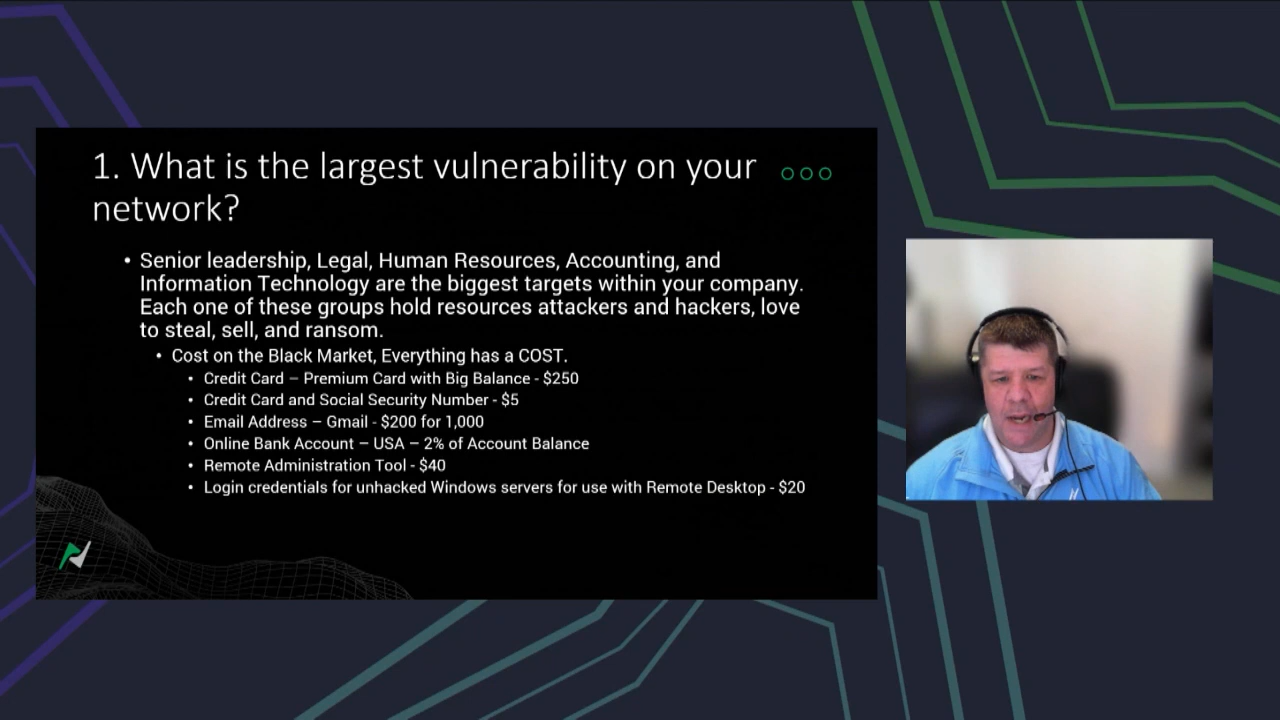 1. What is the largest vulnerability on your
network?
• Senior leadership, Legal, Human Resources, Accounting, and
Information Technology are the biggest targets within your company.
Each one of these groups hold resources attackers and hackers, love
to steal, sell, and ransom.
• Cost on the Black Market, Everything has a COST.
• Credit Card – Premium Card with Big Balance - $250
• Credit Card and Social Security Number - $5
• Email Address – Gmail - $200 for 1,000
• Online Bank Account – USA – 2% of Account Balance
• Remote Administration Tool - $40
• Login credentials for unhacked Windows servers for use with Remote Desktop - $20